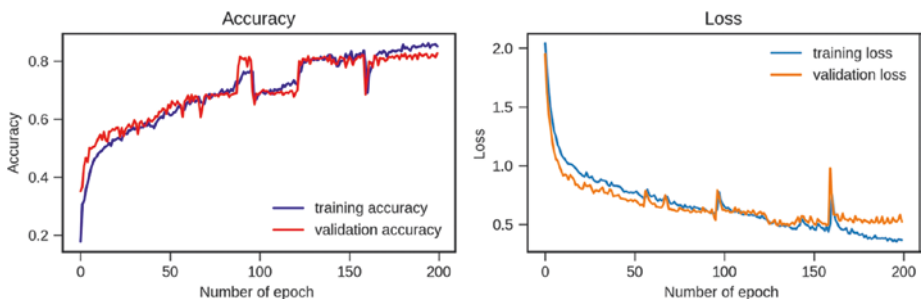 Accuracy
0.8
0.6
0.4
0.2
Accuracy
training accuracy
validation accuracy
0 50 100 150 200
Number of epoch
Loss
2.0
1.5
1.0
0.5
Loss
training loss
validation loss
0 50 100 150 200
Number of epoch